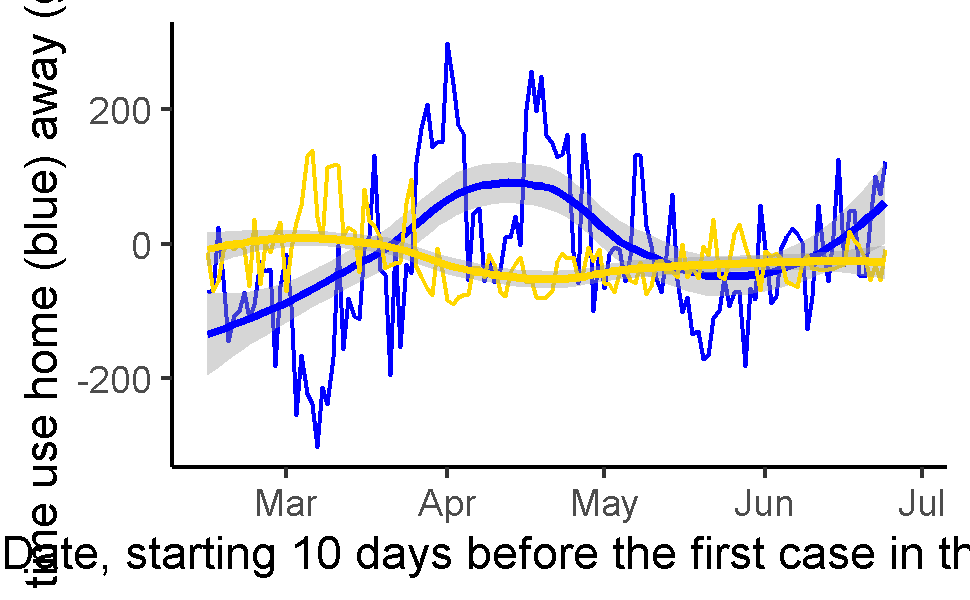 time use home (blue) away (
200
0
-200
Mar Apr May Jun Jul
Date, starting 10 days before the first case in th